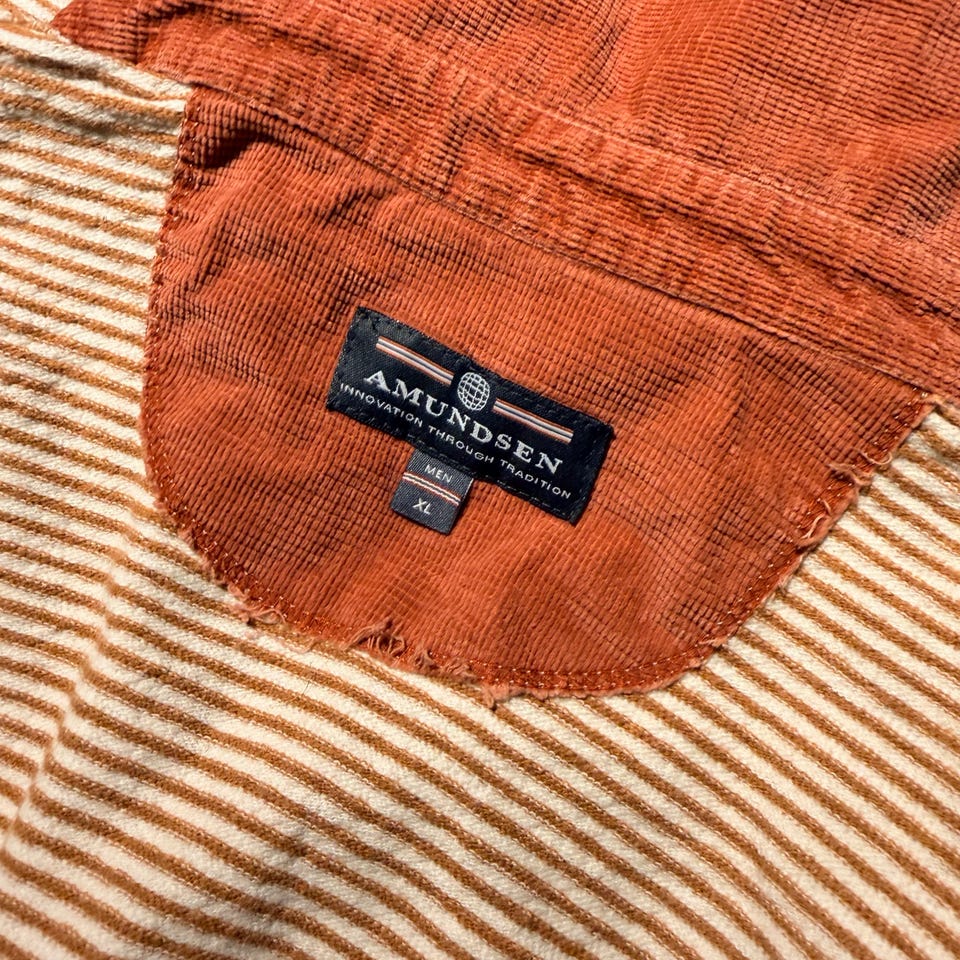 AMUNDSEN
INNOVATION THROUGH TRADITION
MEN
XL